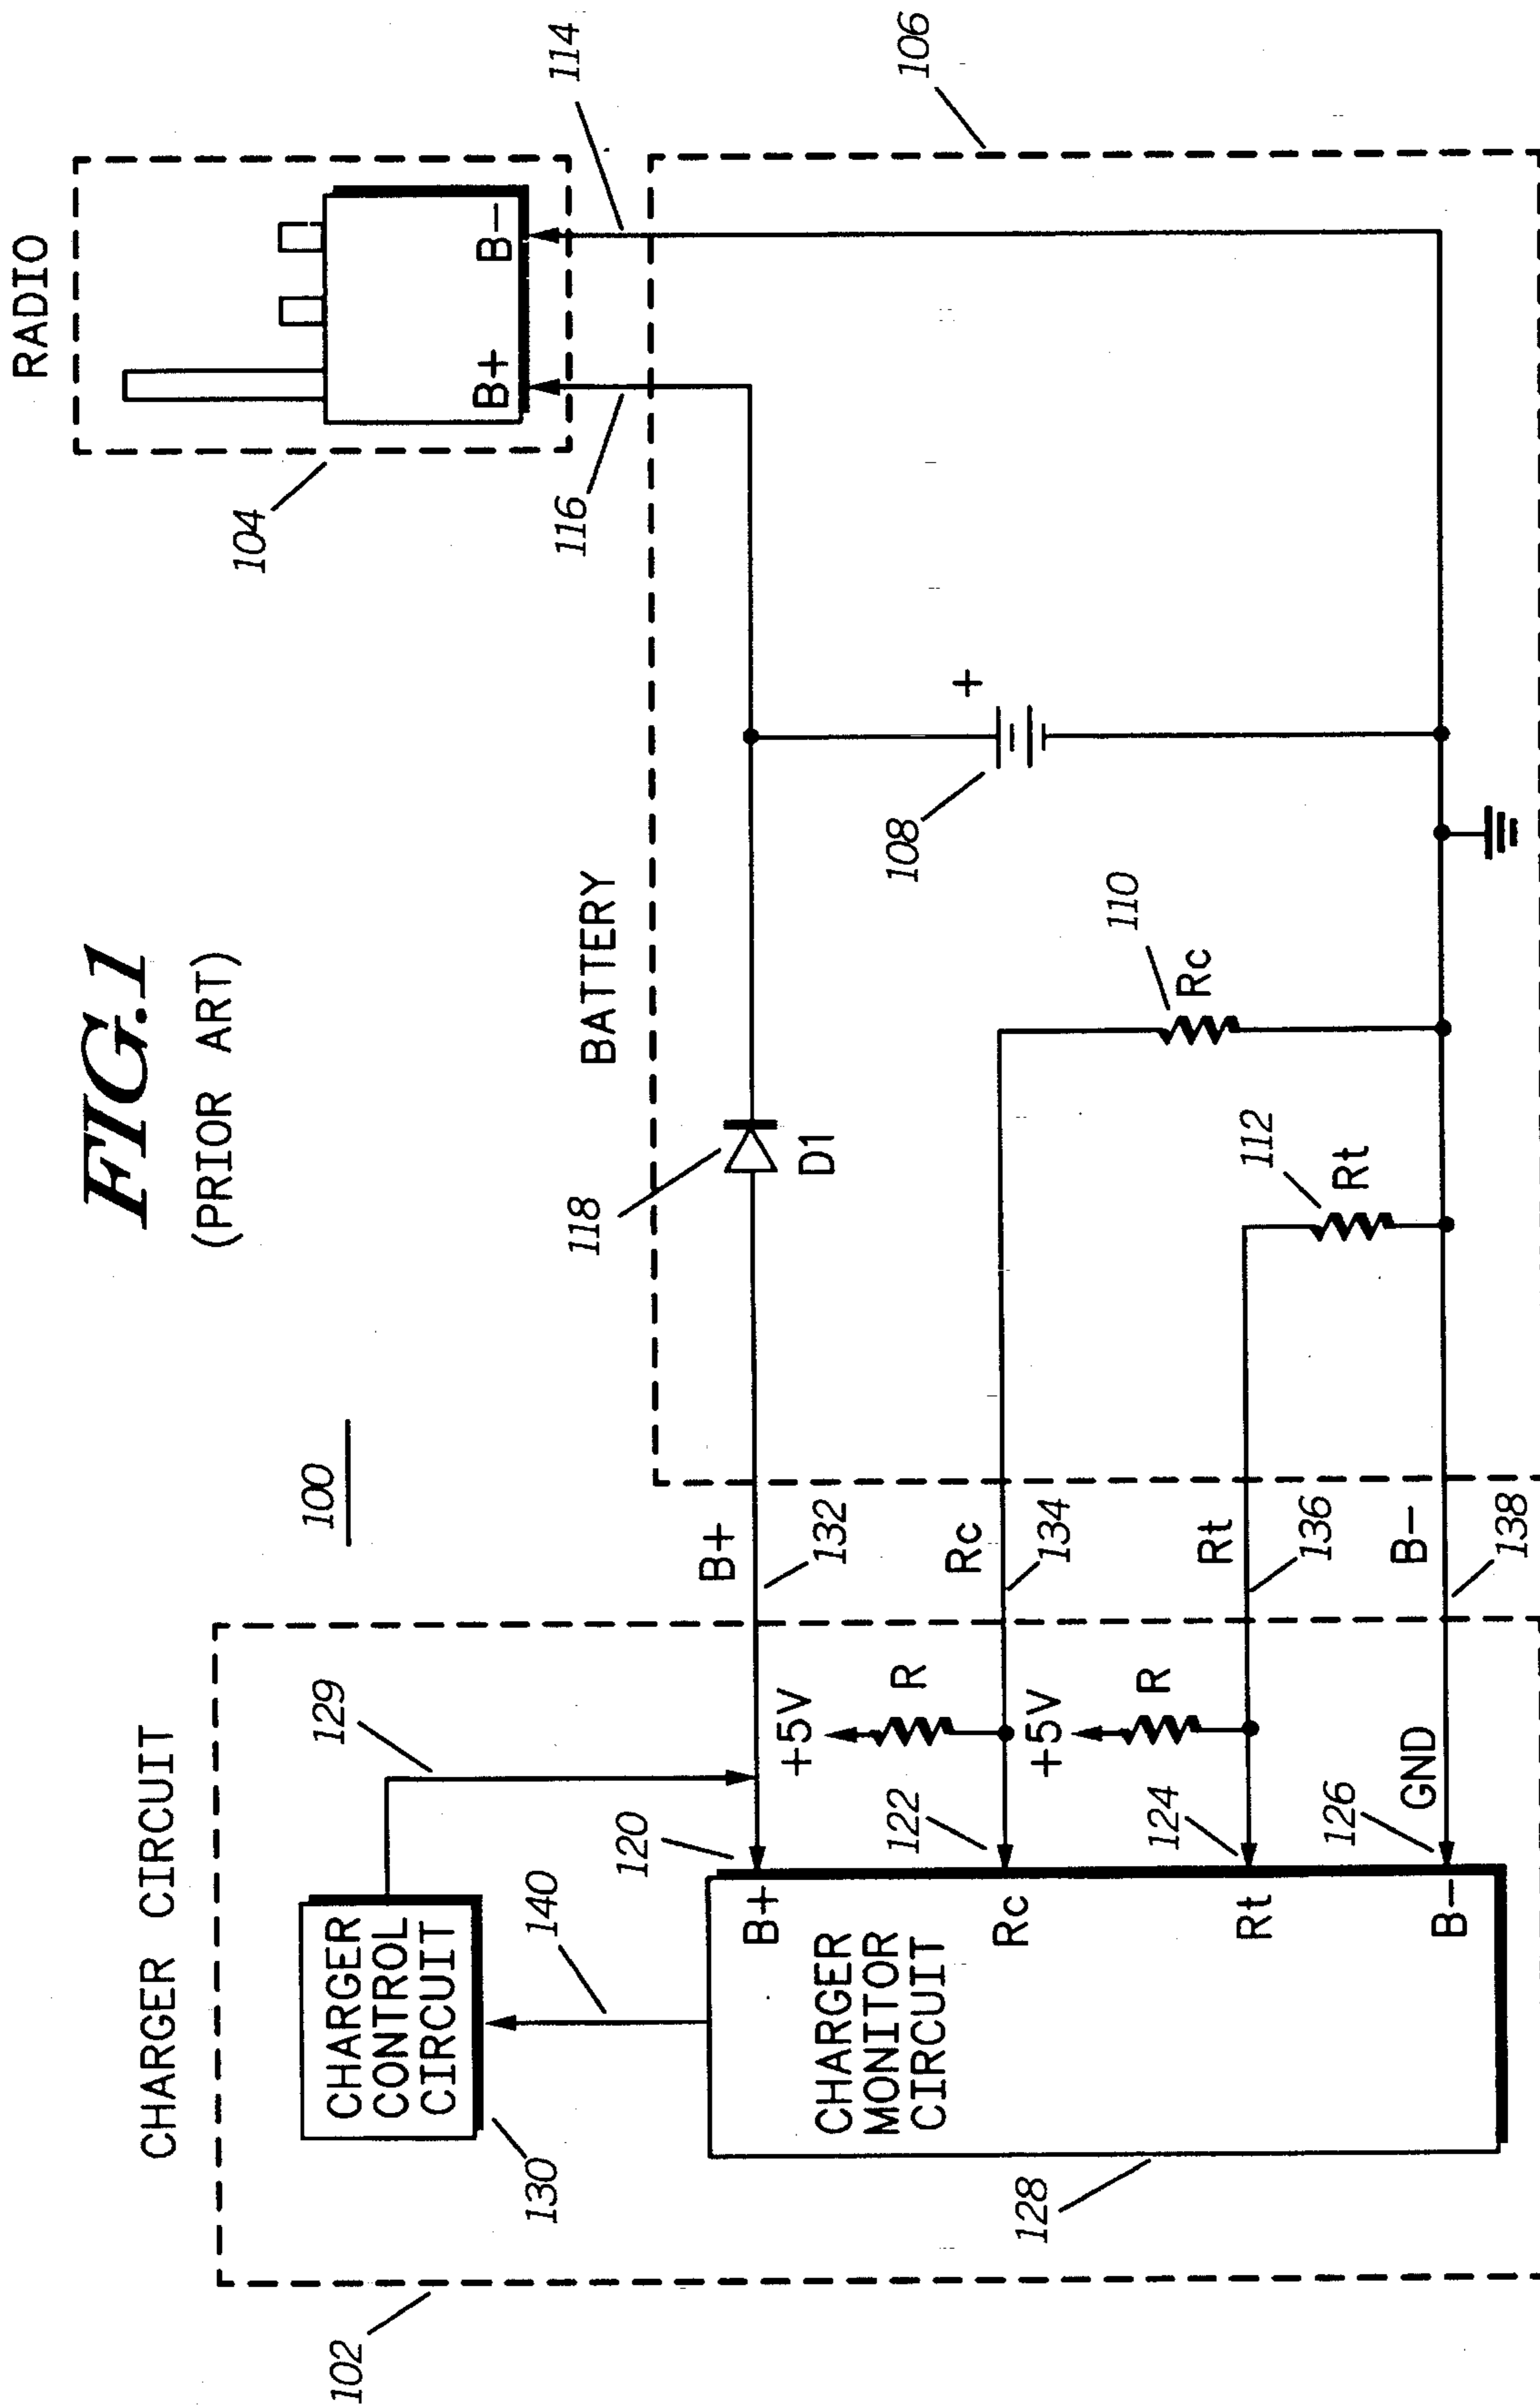 FIG.1
(PRIOR ART)
100
CHARGER CIRCUIT
102
CHARGER
CONTROL
CIRCUIT
130
129
140
CHARGER
MONITOR
CIRCUIT
128
B+
Rc
Rt
B-
120
122
124
126
+5V
R
+5V
R
GND
B+
132
Rc
134
Rt
136
B-
138
BATTERY
118
D1
110
Rc
112
Rt
108
+
106
RADIO
104
B+
B-
116
114